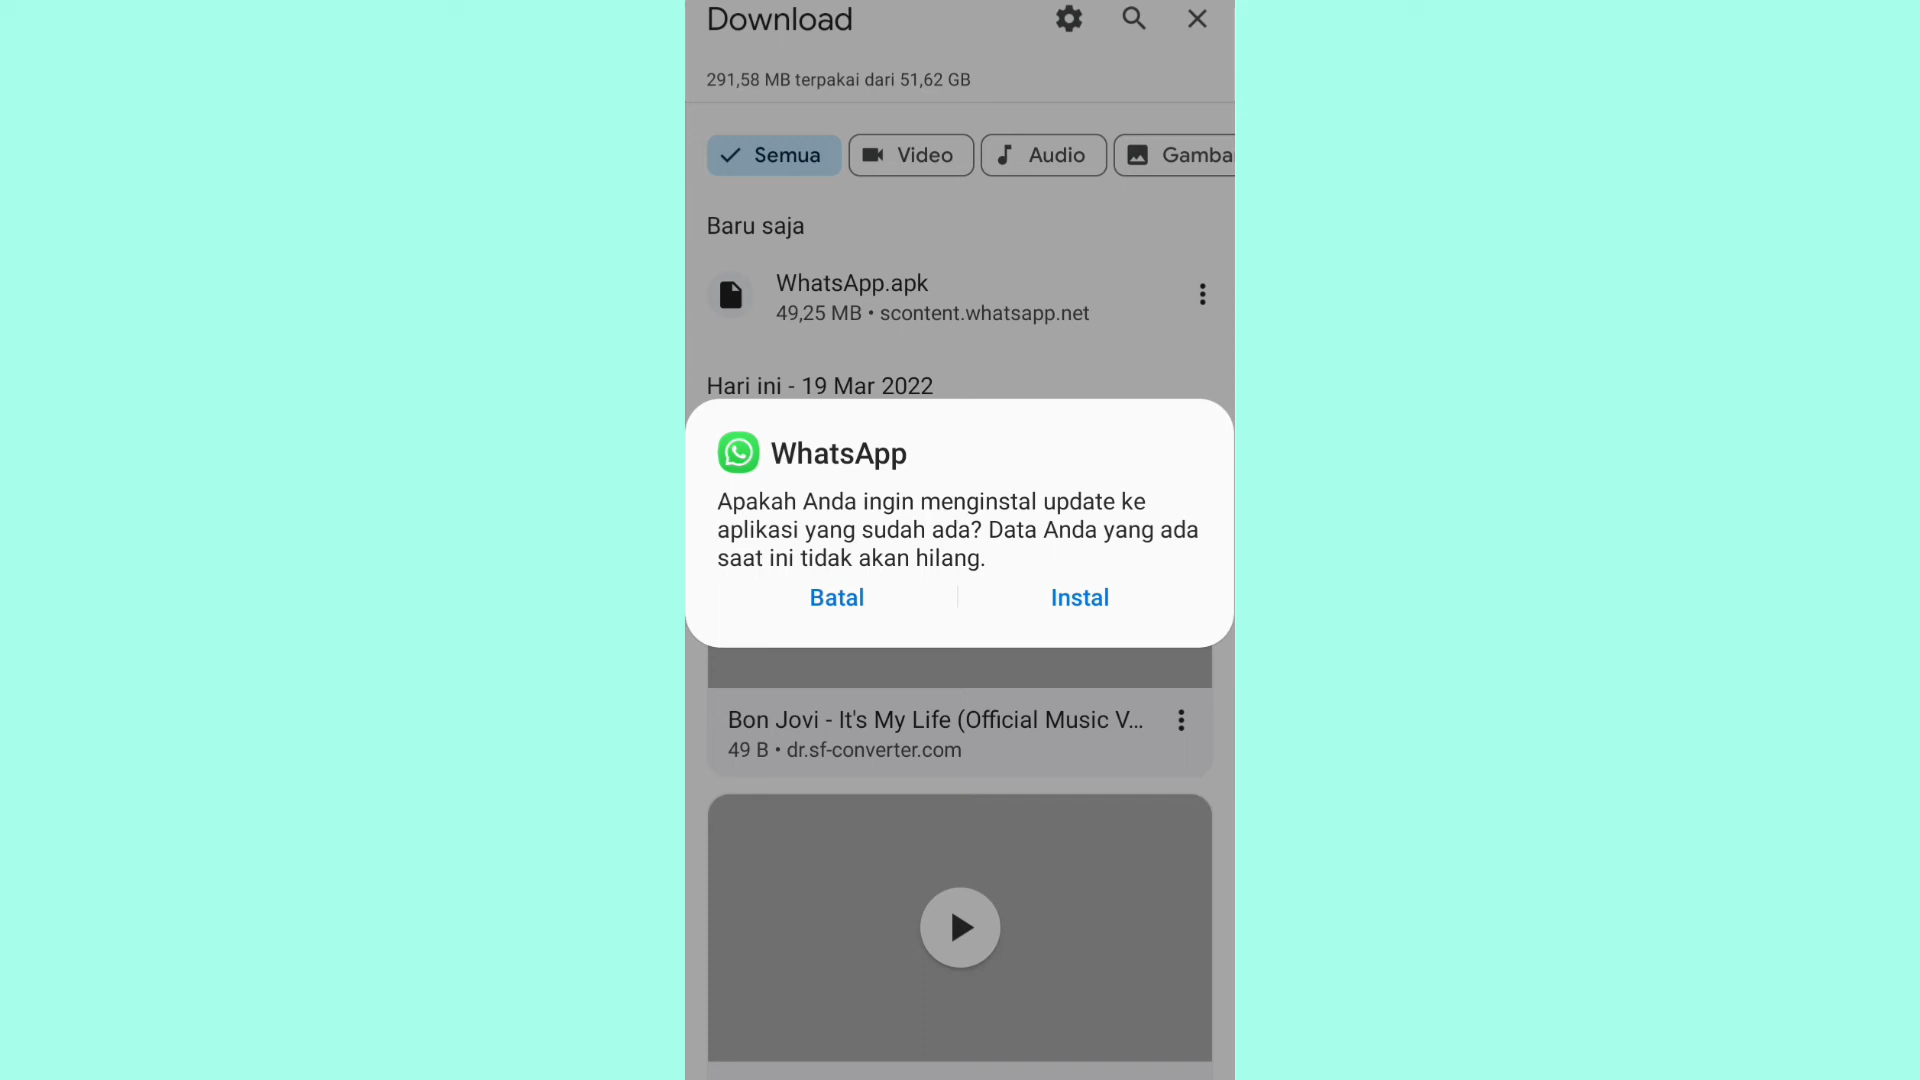 Download
291,58 MB terpakai dari 51,62 GB
Semua
Video
Audio
Gambar
Baru saja
WhatsApp.apk
49,25 MB • scontent.whatsapp.net
Hari ini - 19 Mar 2022
WhatsApp
Apakah Anda ingin menginstal update ke
aplikasi yang sudah ada? Data Anda yang ada
saat ini tidak akan hilang.
Batal
Instal
Bon Jovi - It's My Life (Official Music V...
49 B • dr.sf-converter.com